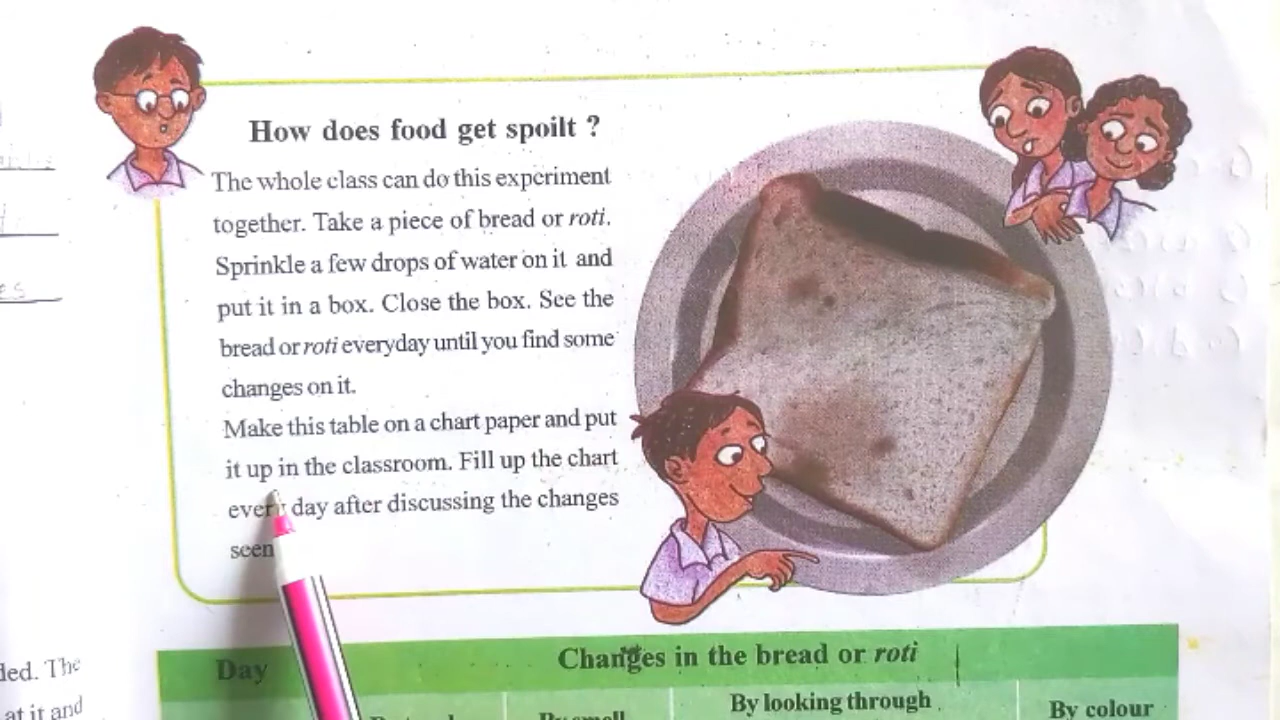 How does food get spoilt ?
The whole class can do this experiment
together. Take a piece of bread or roti.
Sprinkle a few drops of water on it and
put it in a box. Close the box. See the
bread or roti everyday until you find some
changes on it.
Make this table on a chart paper and put
it up in the classroom. Fill up the chart
every day after discussing the changes
seen
Day
Changes in the bread or roti
By smell
By looking through
By colour
The
at it and